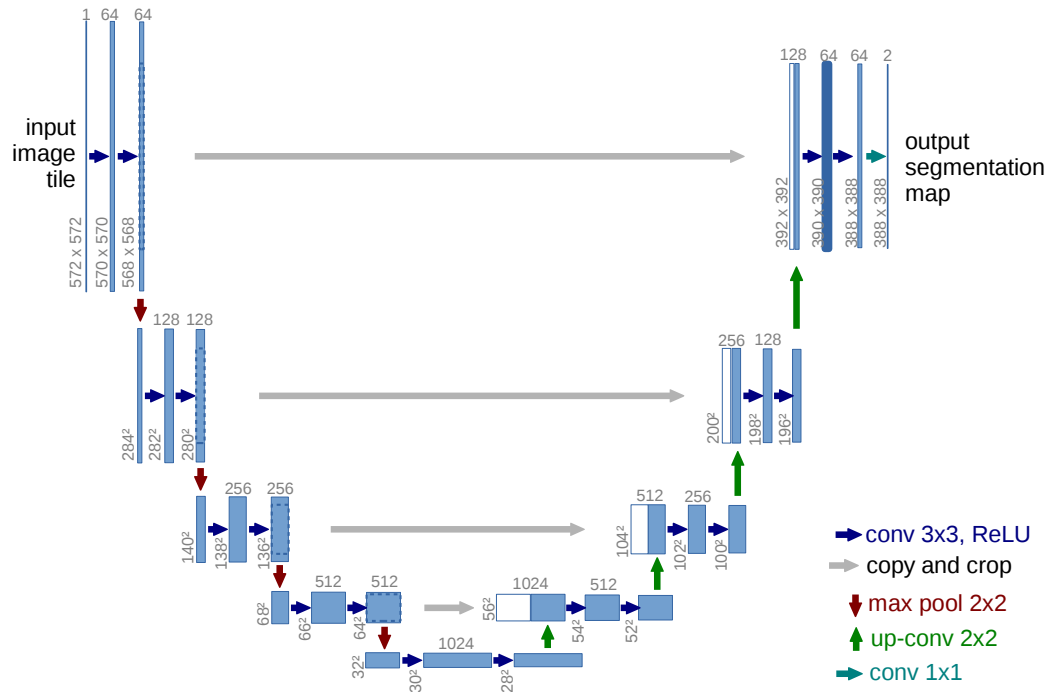 1
64
64
input
image
tile
572 x 572
570 x 570
568 x 568
128
64
64
2
392 x 392
390 x 390
388 x 388
388 x 388
output
segmentation
map
128
128
284²
282²
280²
256
128
200²
198²
196²
256
256
140²
138²
136²
512
256
104²
102²
100²
512
512
68²
66²
64²
1024
512
56²
54²
52²
1024
32²
30²
28²
conv 3x3, ReLU
copy and crop
max pool 2x2
up-conv 2x2
conv 1x1